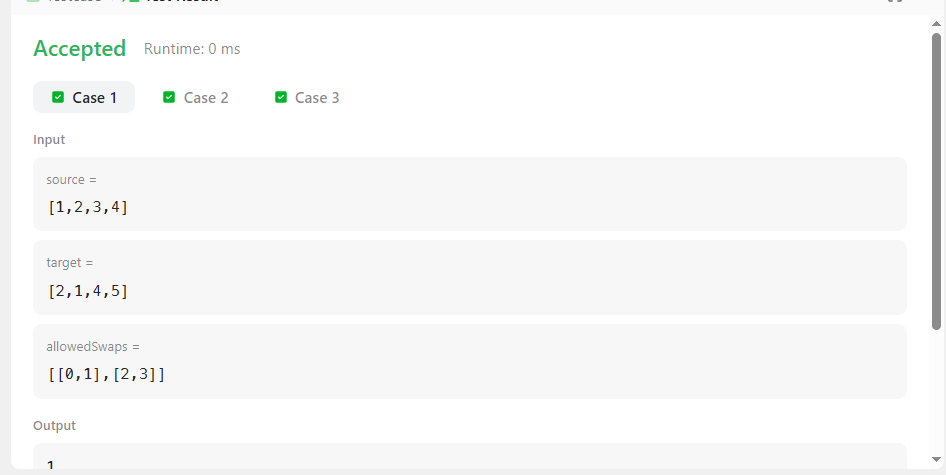 Accepted Runtime: 0 ms
Case 1 Case 2 Case 3
Input
source =
[1,2,3,4]
target =
[2,1,4,5]
allowedSwaps =
[[0,1],[2,3]]
Output
1